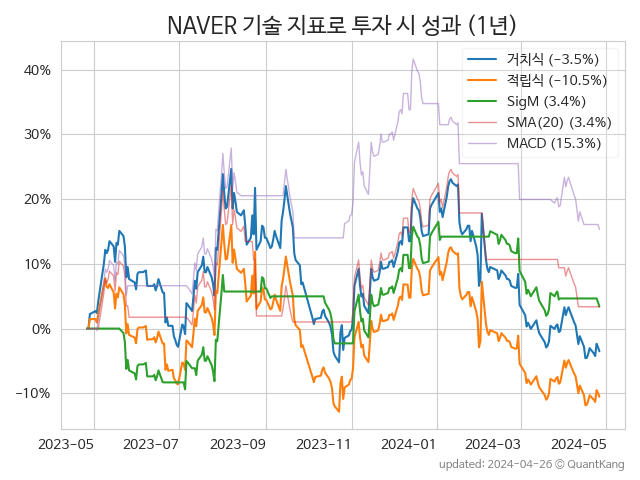 NAVER 기술 지표로 투자 시 성과 (1년)
거치식 (−3.5%)
적립식 (−10.5%)
SigM (3.4%)
SMA(20) (3.4%)
MACD (15.3%)
40%
30%
20%
10%
0%
−10%
2023-05 2023-07 2023-09 2023-11 2024-01 2024-03 2024-05
updated: 2024-04-26 ⓒ QuantKang